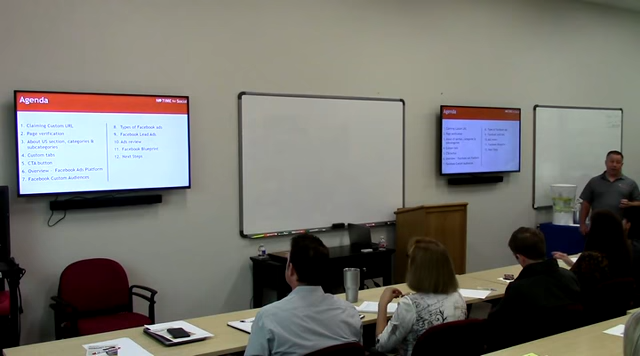 Agenda
1. Claiming Custom URL
2. Page verification
3. About US section, categories &
subcategories
4. Custom tabs
5. CTA button
6. Overview - Facebook Ads Platform
7. Facebook Custom Audiences
8. Types of Facebook ads
9. Facebook Lead Ads
10. Ads review
11. Facebook Blueprint
12. Next Steps
Agenda